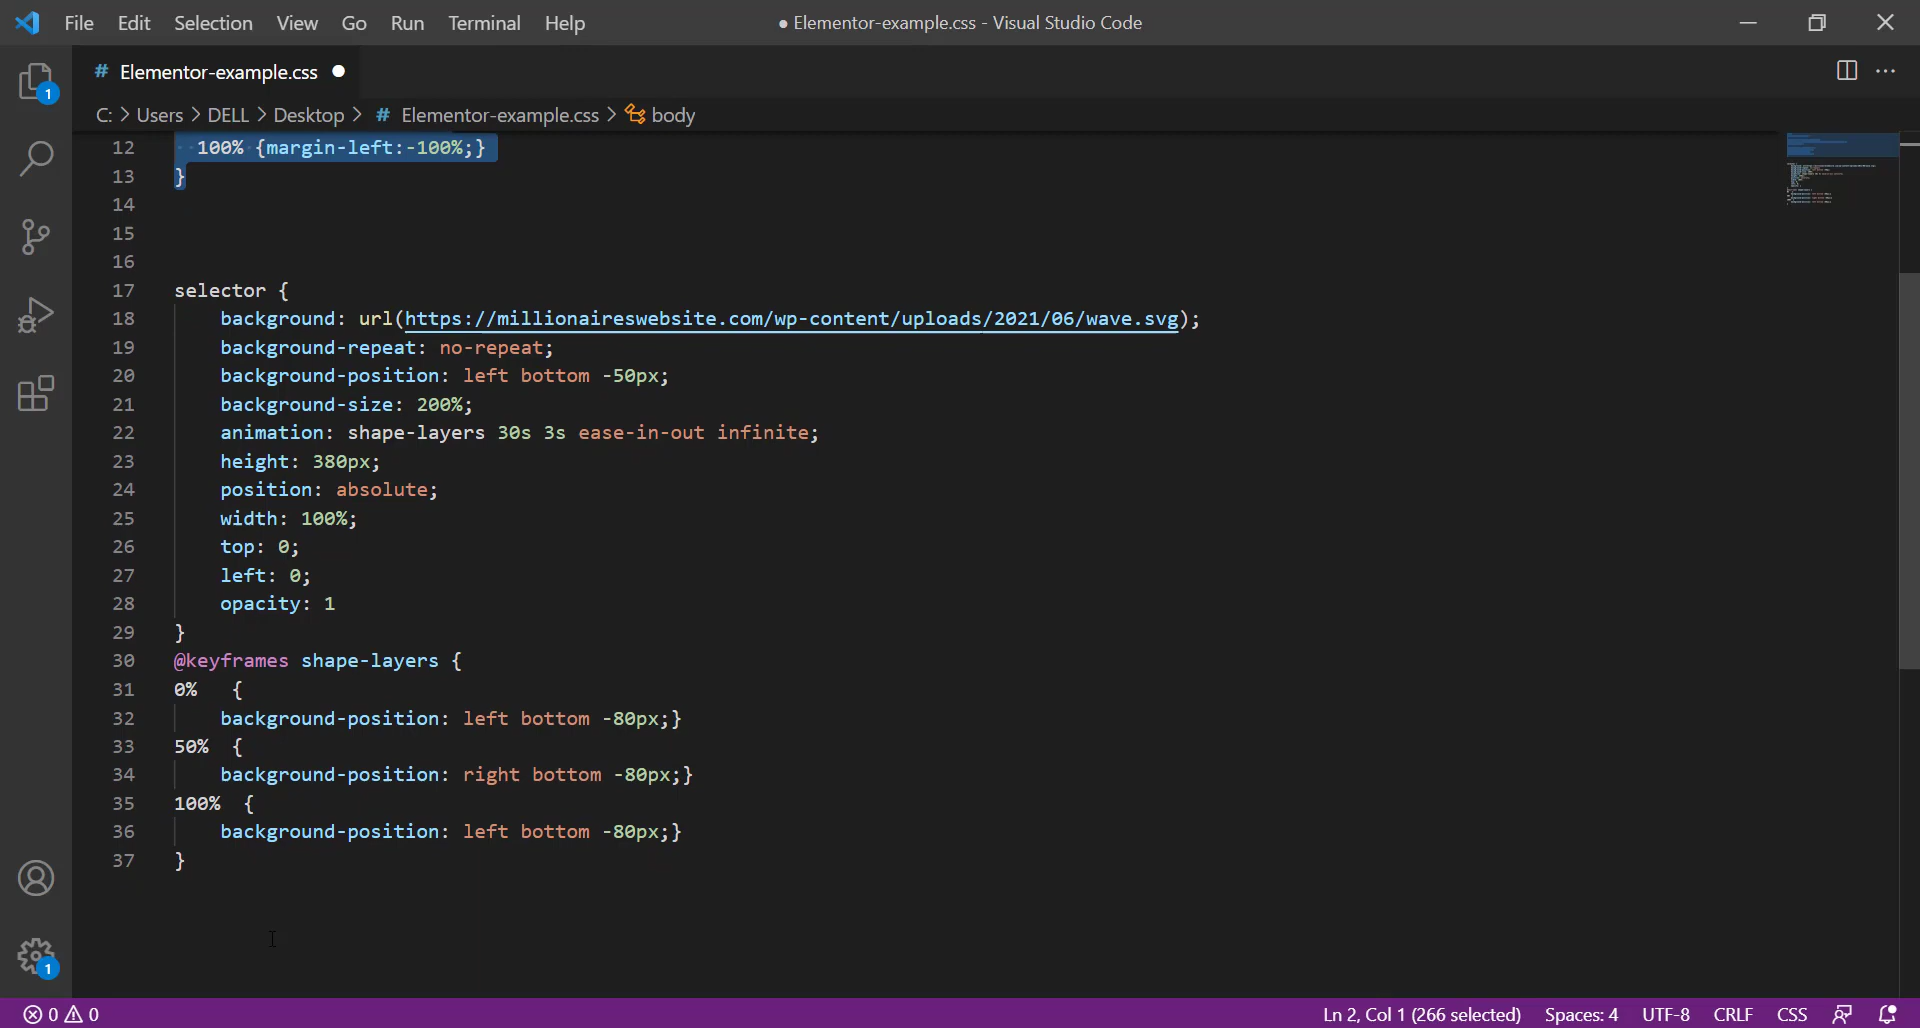 File Edit Selection View Go Run Terminal Help
● Elementor-example.css - Visual Studio Code
# Elementor-example.css ●
C: > Users > DELL > Desktop > # Elementor-example.css > body
12 100% {margin-left:-100%;}
13 }
14
15
16
17 selector {
18 background: url(https://millionaireswebsite.com/wp-content/uploads/2021/06/wave.svg);
19 background-repeat: no-repeat;
20 background-position: left bottom -50px;
21 background-size: 200%;
22 animation: shape-layers 30s 3s ease-in-out infinite;
23 height: 380px;
24 position: absolute;
25 width: 100%;
26 top: 0;
27 left: 0;
28 opacity: 1
29 }
30 @keyframes shape-layers {
31 0% {
32 background-position: left bottom -80px;}
33 50% {
34 background-position: right bottom -80px;}
35 100% {
36 background-position: left bottom -80px;}
37 }
1
1
0 0
Ln 2, Col 1 (266 selected) Spaces: 4 UTF-8 CRLF CSS